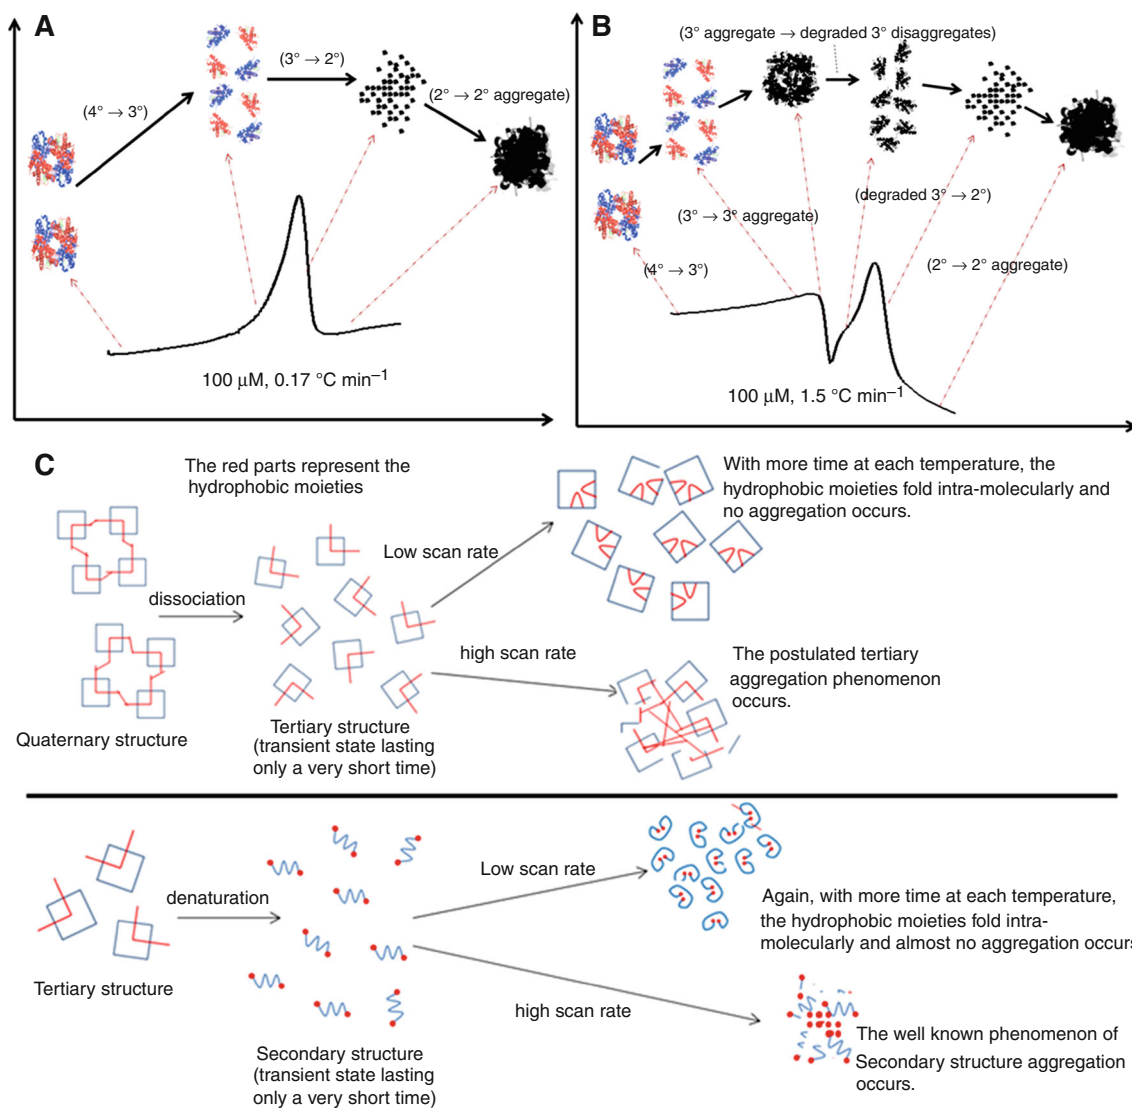 A
(4° → 3°)
(3° → 2°)
(2° → 2° aggregate)
100 μM, 0.17 °C min⁻¹
B
(3° aggregate → degraded 3° disaggregates)
(degraded 3° → 2°)
(3° → 3° aggregate)
(4° → 3°)
(2° → 2° aggregate)
100 μM, 1.5 °C min⁻¹
C
The red parts represent the
hydrophobic moieties
dissociation
Quaternary structure
Tertiary structure
(transient state lasting
only a very short time)
Low scan rate
high scan rate
With more time at each temperature, the
hydrophobic moieties fold intra-molecularly and
no aggregation occurs.
The postulated tertiary
aggregation phenomenon
occurs.
denaturation
Tertiary structure
Secondary structure
(transient state lasting
only a very short time)
Low scan rate
high scan rate
Again, with more time at each temperature,
the hydrophobic moieties fold intra-
molecularly and almost no aggregation occurs
The well known phenomenon of
Secondary structure aggregation
occurs.